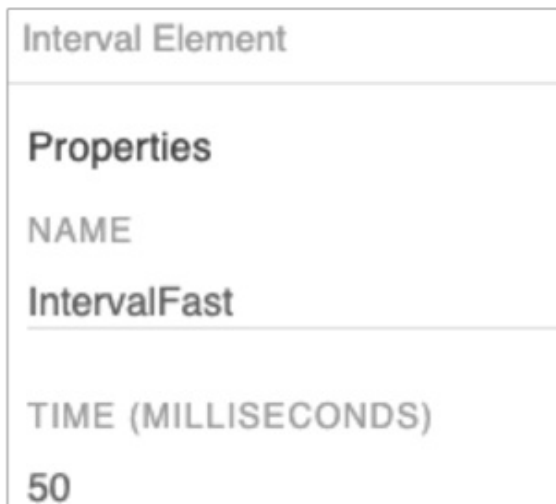 Interval Element
Properties
NAME
IntervalFast
TIME (MILLISECONDS)
50